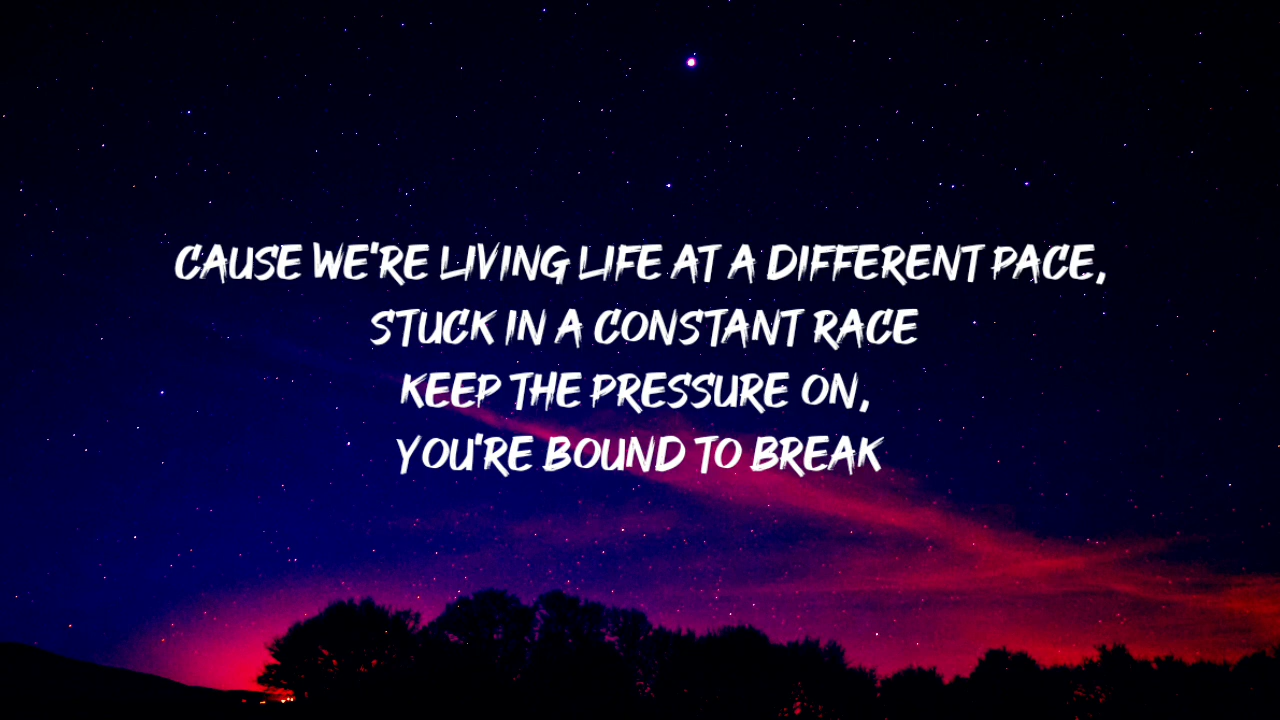 CAUSE WE'RE LIVING LIFE AT A DIFFERENT PACE,
STUCK IN A CONSTANT RACE
KEEP THE PRESSURE ON,
YOU'RE BOUND TO BREAK